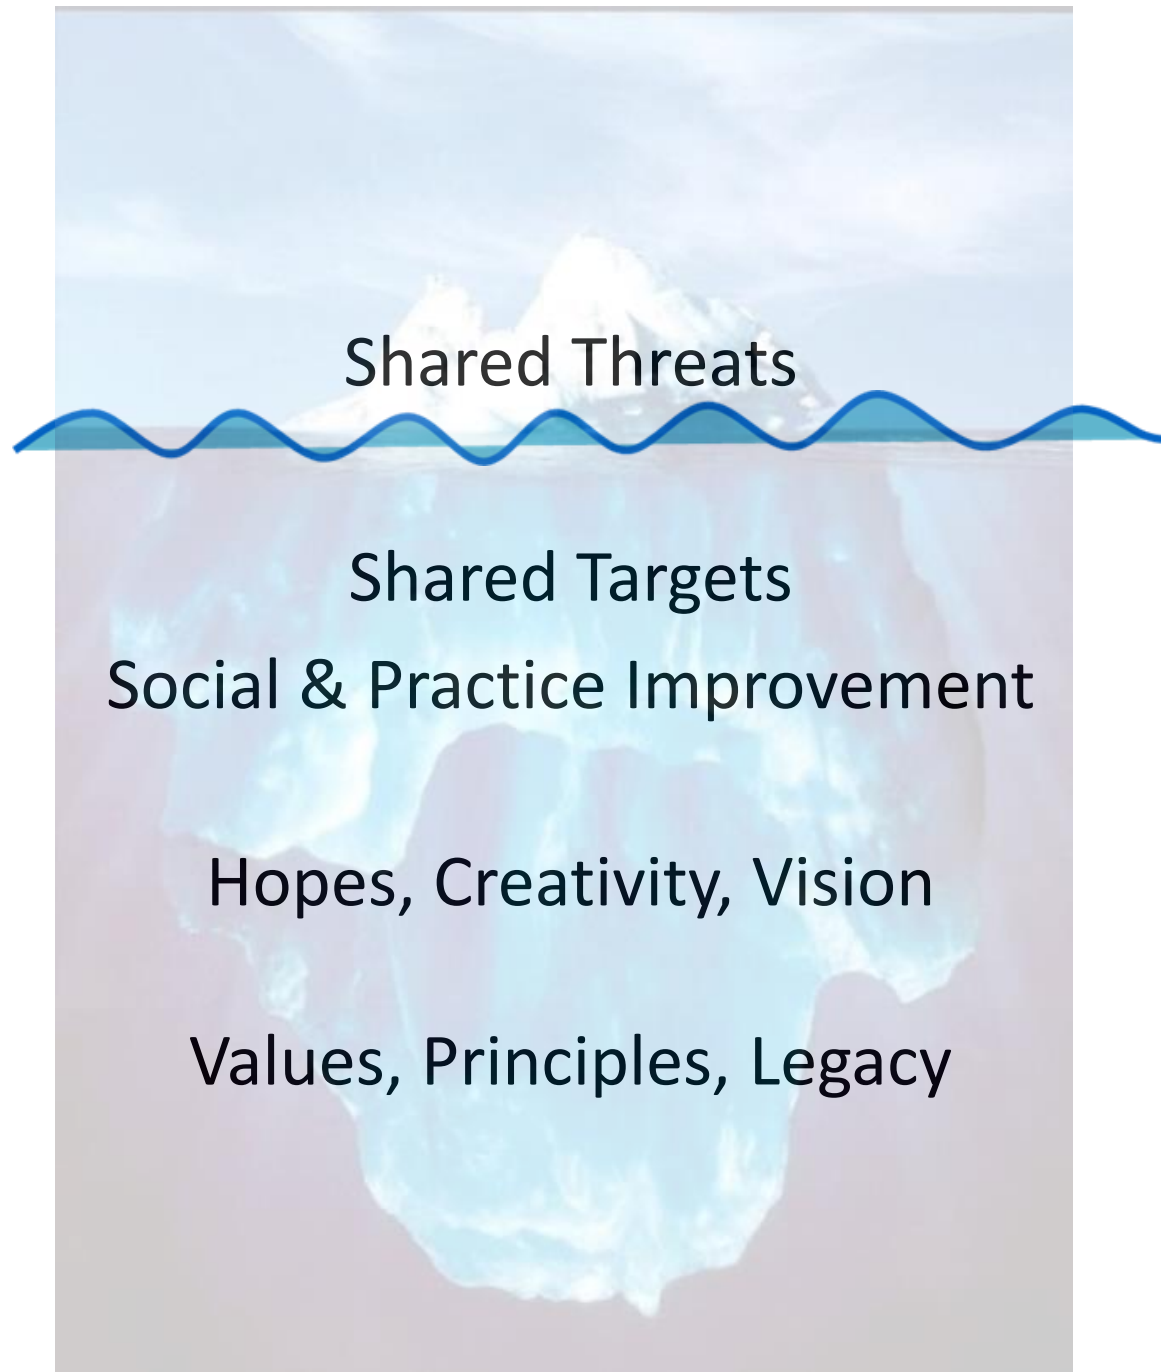 Shared Threats
Shared Targets
Social & Practice Improvement
Hopes, Creativity, Vision
Values, Principles, Legacy